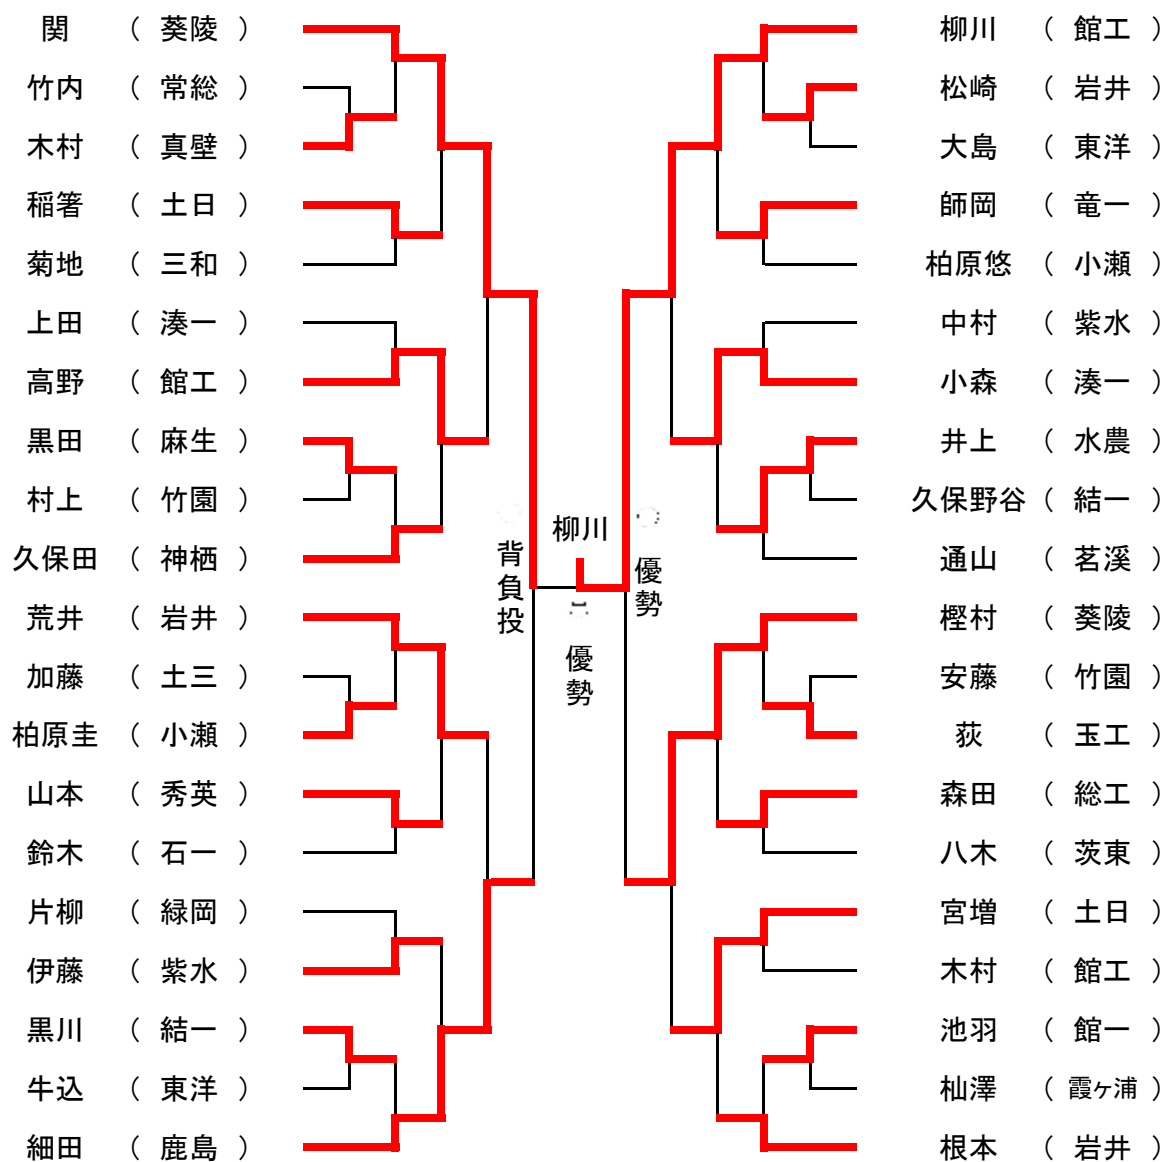 関 （ 葵陵 ）
竹内 （ 常総 ）
木村 （ 真壁 ）
稲箸 （ 土日 ）
菊地 （ 三和 ）
上田 （ 湊一 ）
高野 （ 館工 ）
黒田 （ 麻生 ）
村上 （ 竹園 ）
久保田 （ 神栖 ）
荒井 （ 岩井 ）
加藤 （ 土三 ）
柏原圭 （ 小瀬 ）
山本 （ 秀英 ）
鈴木 （ 石一 ）
片柳 （ 緑岡 ）
伊藤 （ 紫水 ）
黒川 （ 結一 ）
牛込 （ 東洋 ）
細田 （ 鹿島 ）
背負投
柳川
優勢
優勢
柳川 （ 館工 ）
松崎 （ 岩井 ）
大島 （ 東洋 ）
師岡 （ 竜一 ）
柏原悠 （ 小瀬 ）
中村 （ 紫水 ）
小森 （ 湊一 ）
井上 （ 水農 ）
久保野谷 （ 結一 ）
通山 （ 茗溪 ）
樫村 （ 葵陵 ）
安藤 （ 竹園 ）
荻 （ 玉工 ）
森田 （ 総工 ）
八木 （ 茨東 ）
宮増 （ 土日 ）
木村 （ 館工 ）
池羽 （ 館一 ）
杣澤 （ 霞ヶ浦 ）
根本 （ 岩井 ）